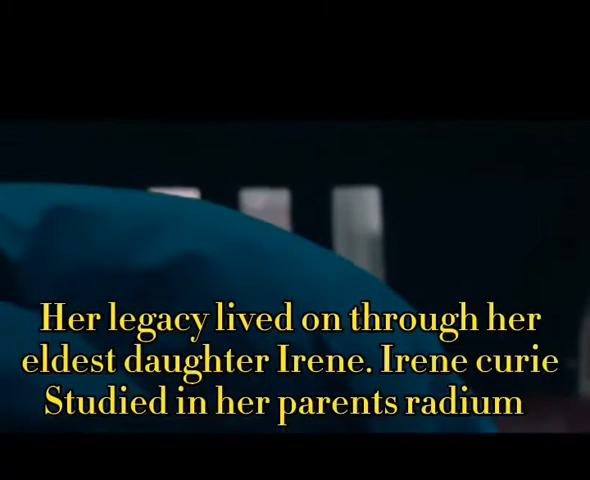 Her legacy lived on through her
eldest daughter Irene. Irene curie
Studied in her parents radium